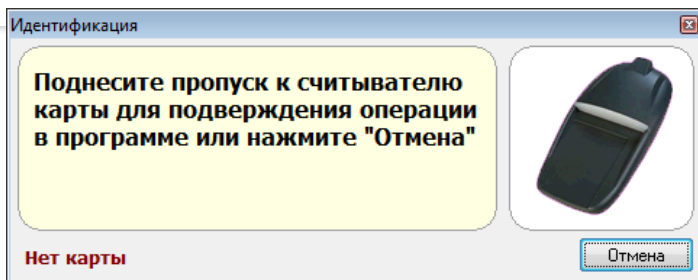 Идентификация
Поднесите пропуск к считывателю
карты для подверждения операции
в программе или нажмите "Отмена"
Нет карты
Отмена